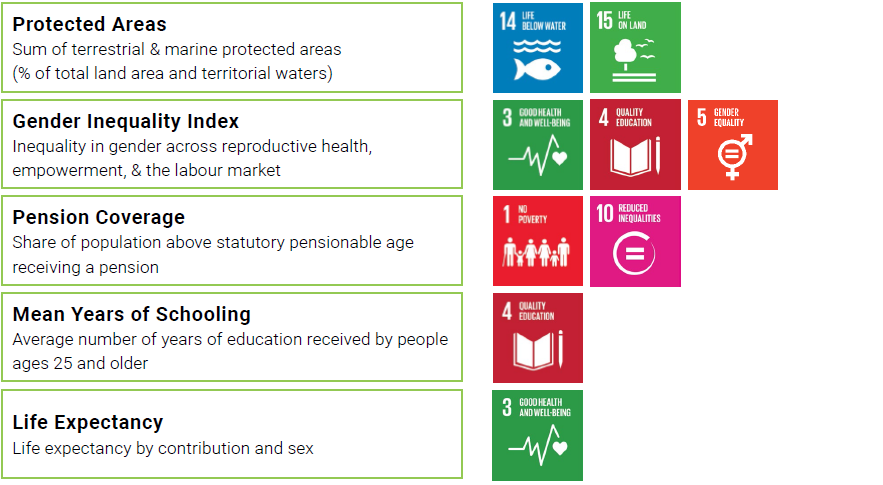 Protected Areas
Sum of terrestrial & marine protected areas
(% of total land area and territorial waters)
14 LIFE
BELOW WATER
15 LIFE
ON LAND
Gender Inequality Index
Inequality in gender across reproductive health,
empowerment, & the labour market
3 GOOD HEALTH
AND WELL-BEING
4 QUALITY
EDUCATION
5 GENDER
EQUALITY
Pension Coverage
Share of population above statutory pensionable age
receiving a pension
1 NO
POVERTY
10 REDUCED
INEQUALITIES
Mean Years of Schooling
Average number of years of education received by people
ages 25 and older
4 QUALITY
EDUCATION
Life Expectancy
Life expectancy by contribution and sex
3 GOOD HEALTH
AND WELL-BEING